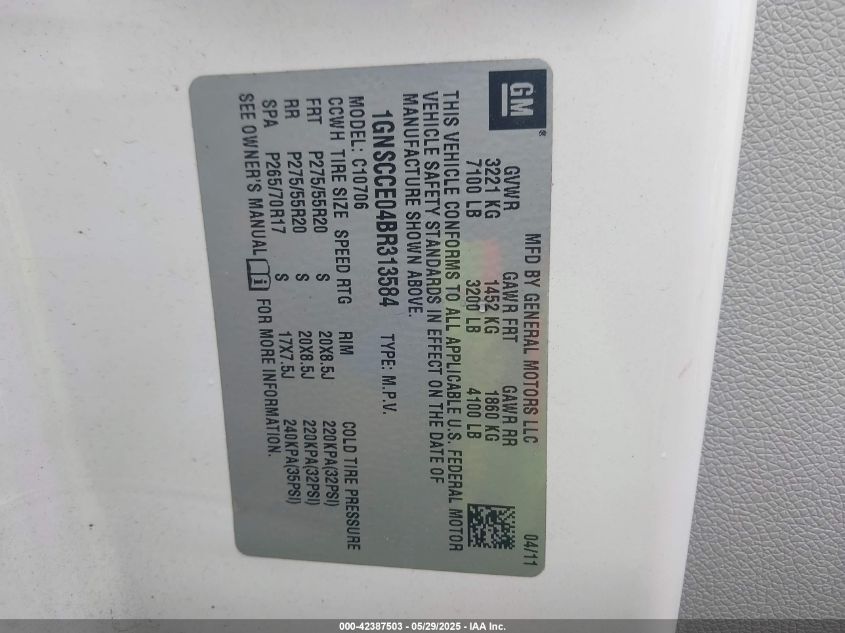 GM
MFD BY GENERAL MOTORS LLC 04/11
GVWR GAWR FRT GAWR RR
3221 KG 1452 KG 1860 KG
7100 LB 3200 LB 4100 LB
THIS VEHICLE CONFORMS TO ALL APPLICABLE U.S. FEDERAL MOTOR
VEHICLE SAFETY STANDARDS IN EFFECT ON THE DATE OF
MANUFACTURE SHOWN ABOVE.
1GNSCCE04BR313584 TYPE: M.P.V.
MODEL: C10706
CCWH TIRE SIZE SPEED RTG RIM COLD TIRE PRESSURE
FRT P275/55R20 S 20X8.5J 220KPA(32PSI)
RR P275/55R20 S 20X8.5J 220KPA(32PSI)
SPA P265/70R17 S 17X7.5J 240KPA(35PSI)
SEE OWNER'S MANUAL i FOR MORE INFORMATION.
000-42387503 — 05/29/2025 — IAA Inc.